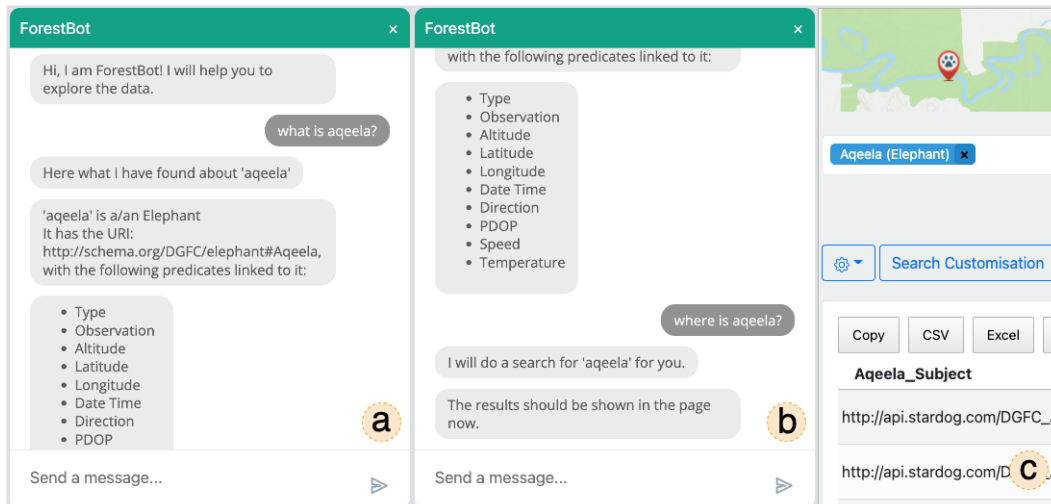 ForestBot ×
Hi, I am ForestBot! I will help you to
explore the data.
what is aqeela?
Here what I have found about 'aqeela'
'aqeela' is a/an Elephant
It has the URI:
http://schema.org/DGFC/elephant#Aqeela,
with the following predicates linked to it:
• Type
• Observation
• Altitude
• Latitude
• Longitude
• Date Time
• Direction
• PDOP
a
Send a message...
ForestBot ×
with the following predicates linked to it:
• Type
• Observation
• Altitude
• Latitude
• Longitude
• Date Time
• Direction
• PDOP
• Speed
• Temperature
where is aqeela?
I will do a search for 'aqeela' for you.
The results should be shown in the page
now.
b
Send a message...
Aqeela (Elephant) ×
Search Customisation
Copy CSV Excel
Aqeela_Subject
http://api.stardog.com/DGFC_
http://api.stardog.com/D
c